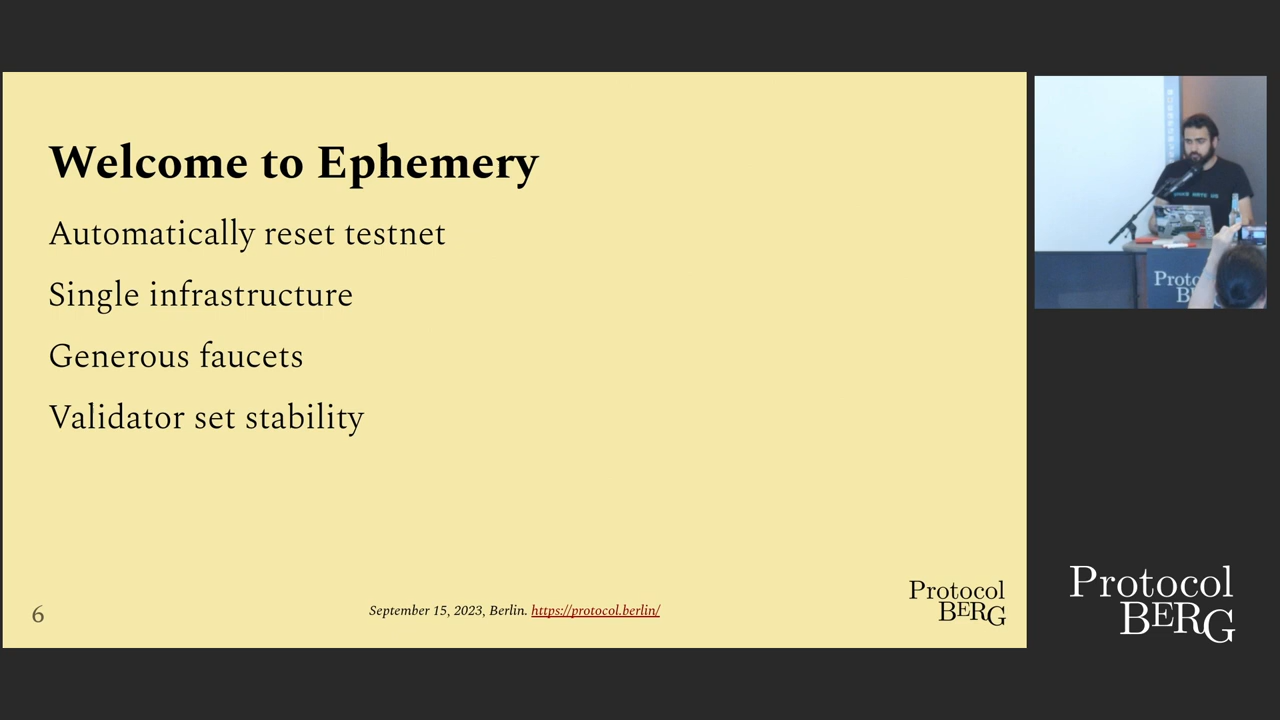 Welcome to Ephemery
Automatically reset testnet
Single infrastructure
Generous faucets
Validator set stability
6
September 15, 2023, Berlin. https://protocol.berlin/
Protocol
BERG
Protocol
BERG